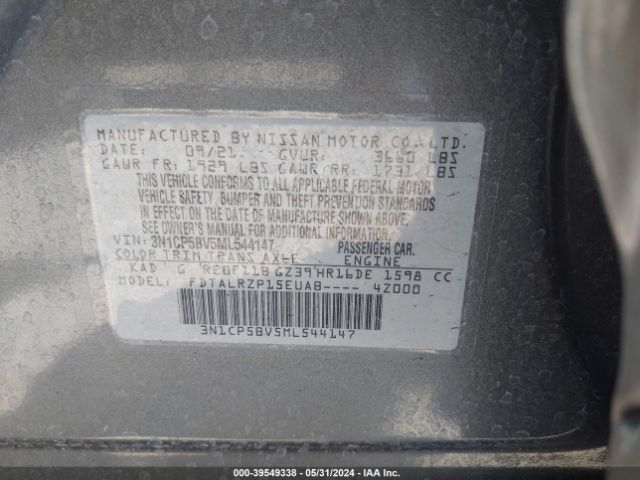 MANUFACTURED BY NISSAN MOTOR CO., LTD.
DATE: 09/21 GVWR: 3660 LBS
GAWR FR: 1929 LBS GAWR RR: 1731 LBS
THIS VEHICLE CONFORMS TO ALL APPLICABLE FEDERAL MOTOR
VEHICLE SAFETY, BUMPER AND THEFT PREVENTION STANDARDS
IN EFFECT ON THE DATE OF MANUFACTURE SHOWN ABOVE.
SEE OWNER'S MANUAL FOR MORE INFORMATION.
VIN: 3N1CP5BV5ML544147 PASSENGER CAR.
COLOR TRIM TRANS AXLE ENGINE
KAD G RE0F11B GZ39 HR16DE 1598 CC
MODEL: FDTALRZP15EUAB---- 4Z000
3N1CP5BV5ML544147
000-39549338 - 05/31/2024 - IAA Inc.